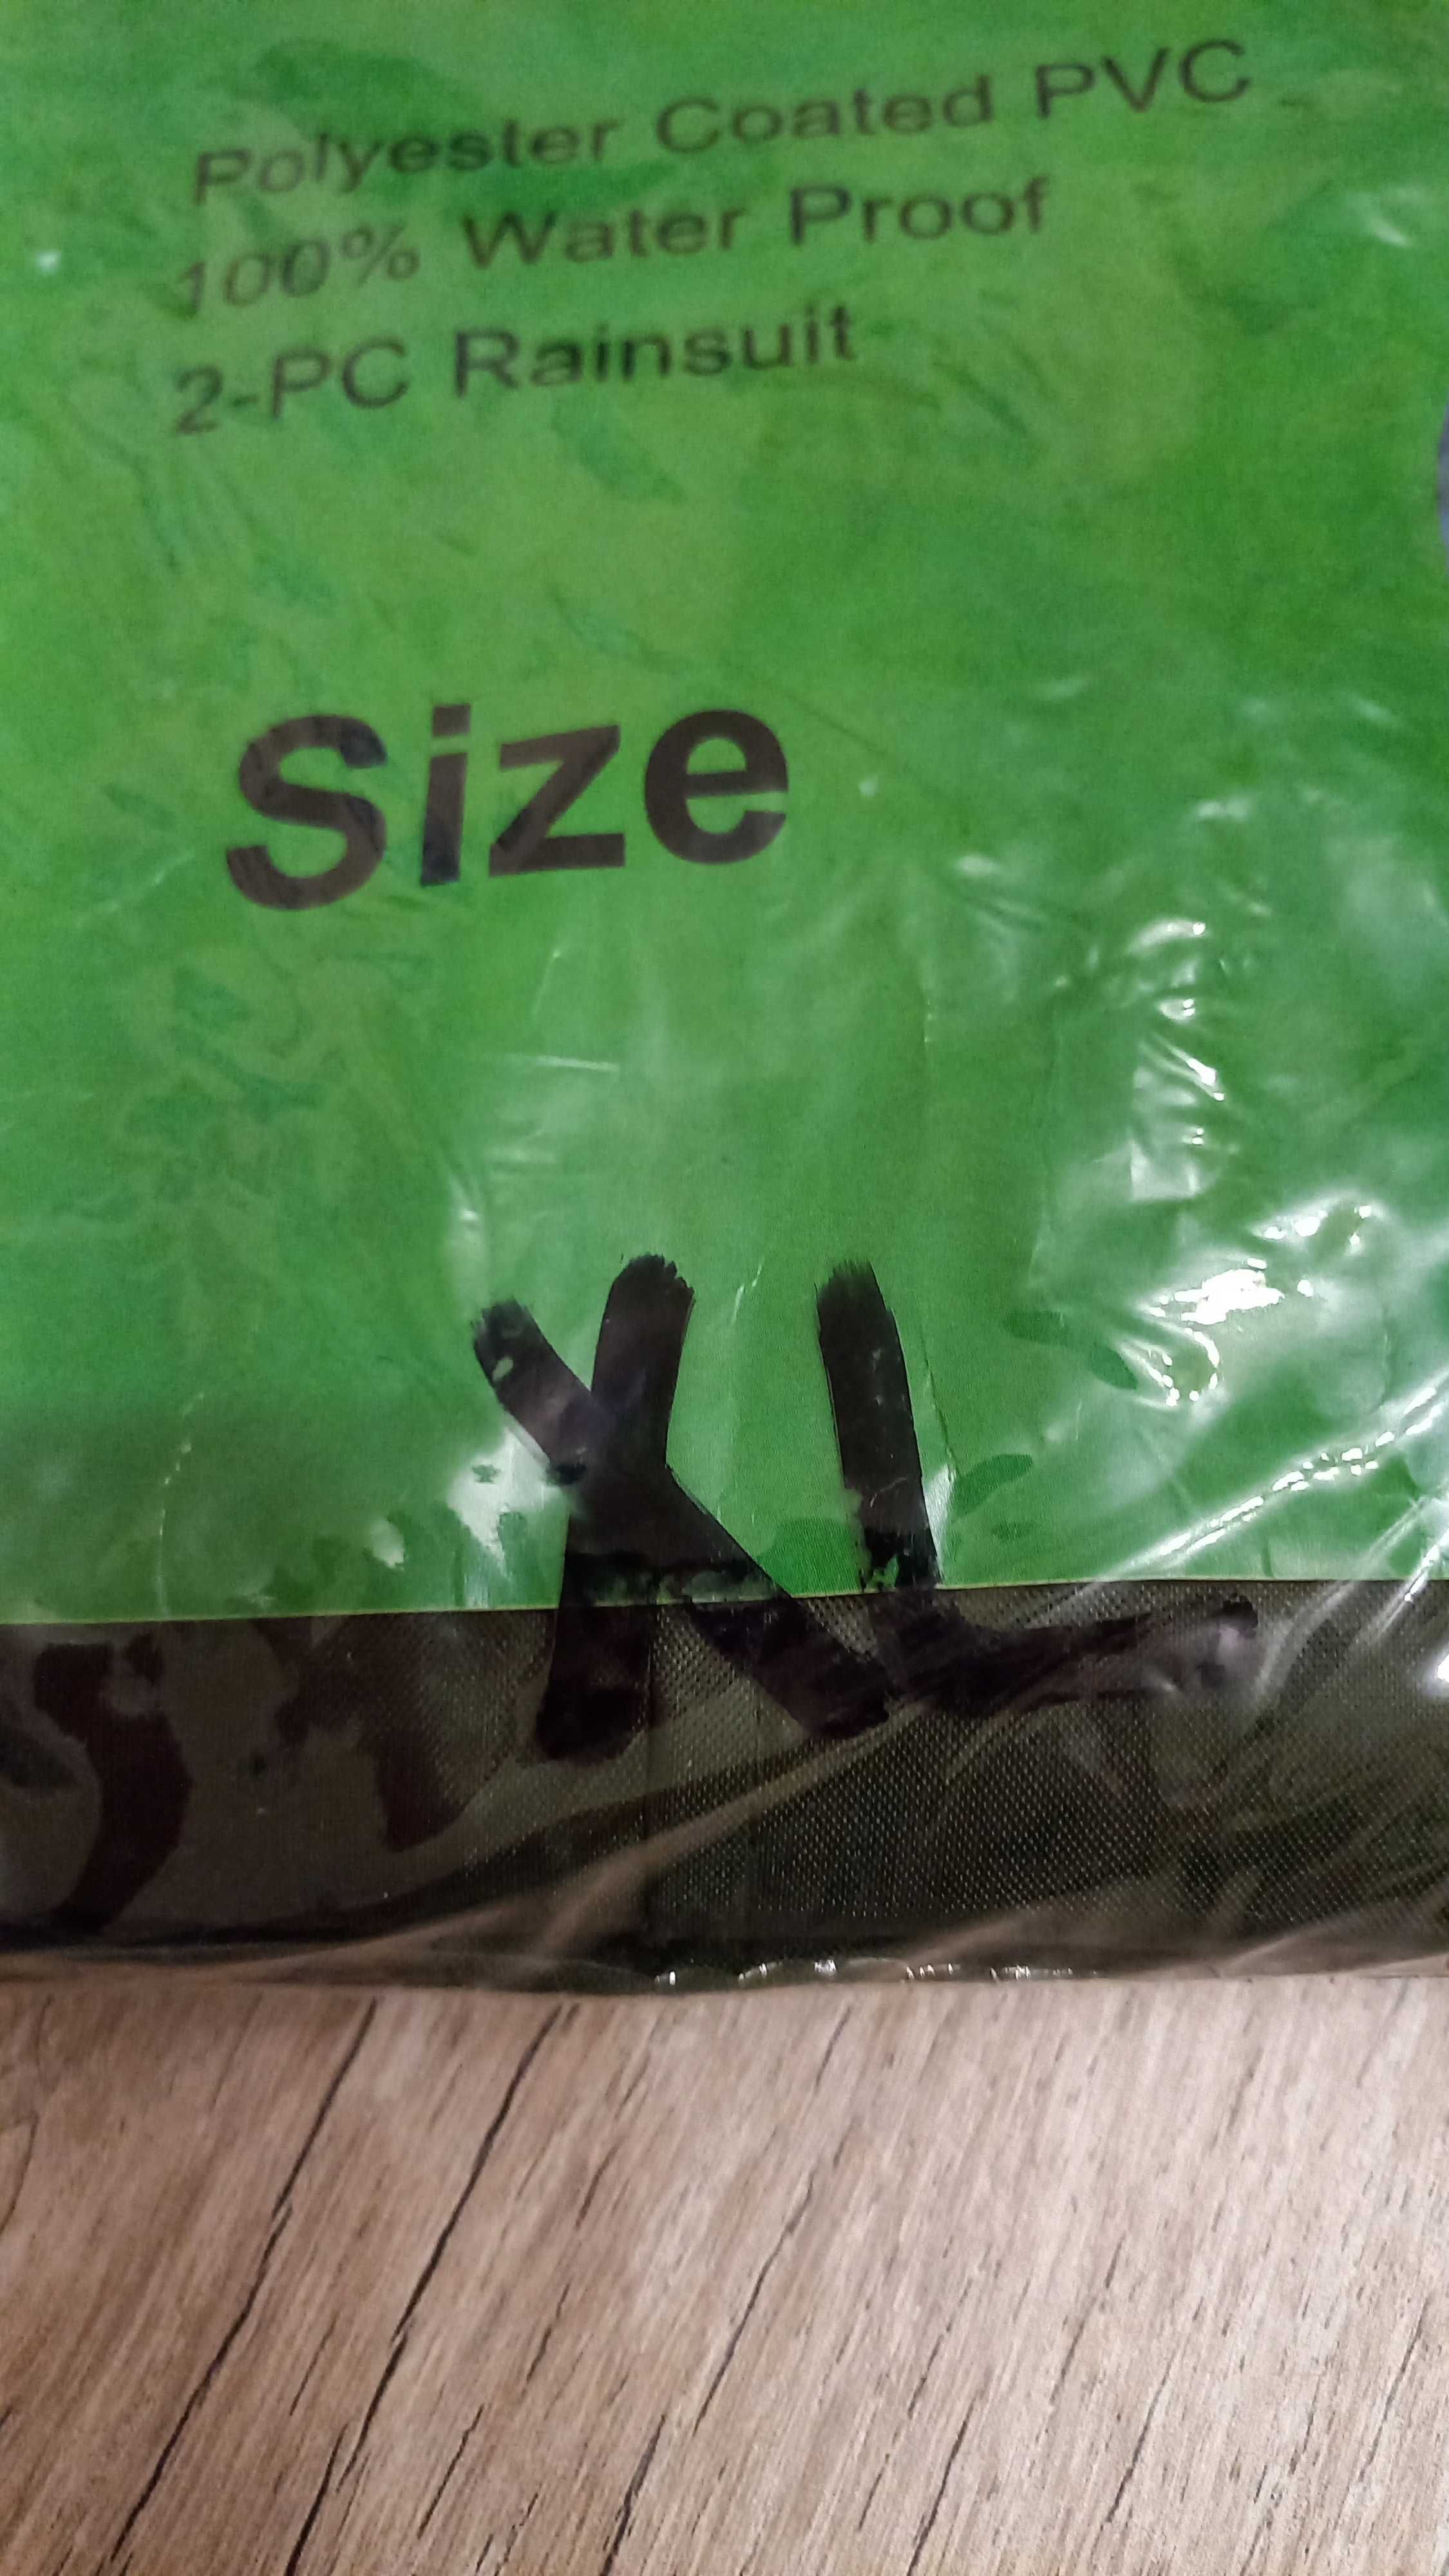 Polyester Coated PVC
100% Water Proof
2-PC Rainsuit
Size
XL